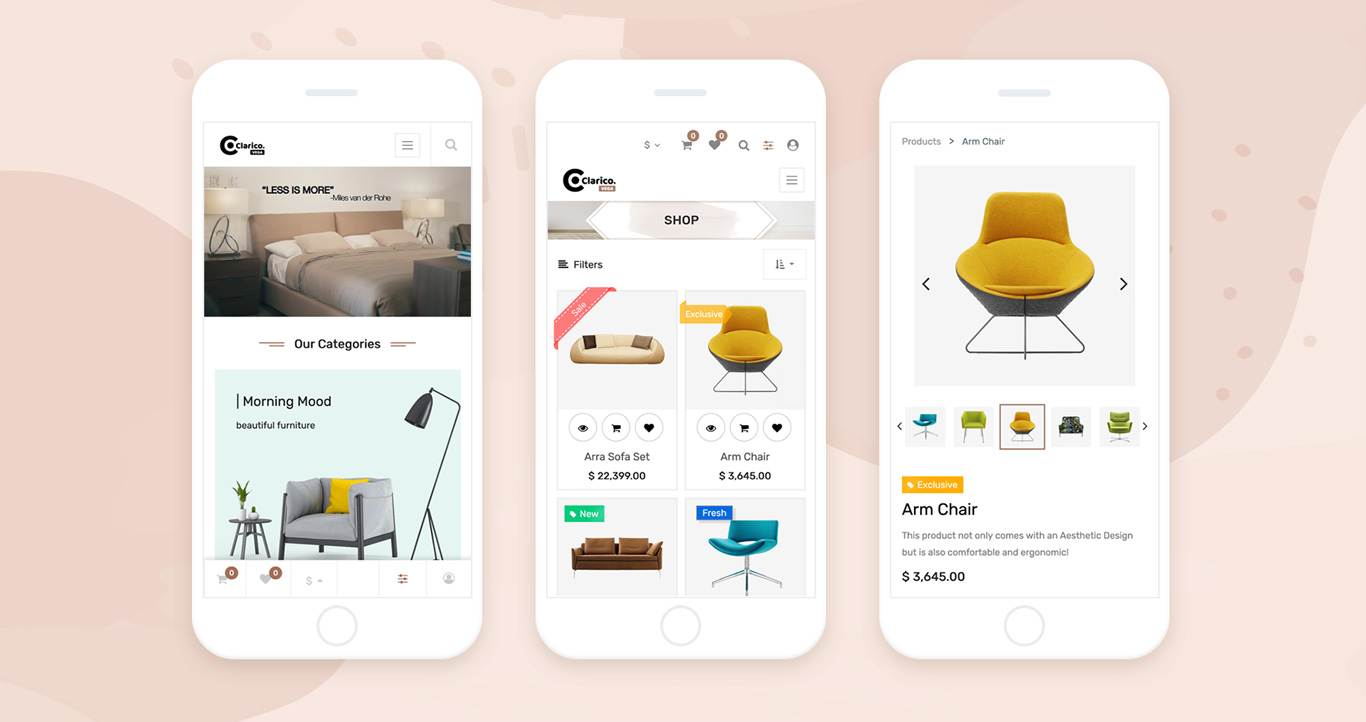 Clarico.
VEGA
“LESS IS MORE”
-Miles van der Rohe
Our Categories
Morning Mood
beautiful furniture
0
0
$
$
0
0
Clarico.
VEGA
SHOP
Filters
Sale
Exclusive
Arra Sofa Set
$ 22,399.00
Arm Chair
$ 3,645.00
New
Fresh
Products > Arm Chair
Exclusive
Arm Chair
This product not only comes with an Aesthetic Design
but is also comfortable and ergonomic!
$ 3,645.00